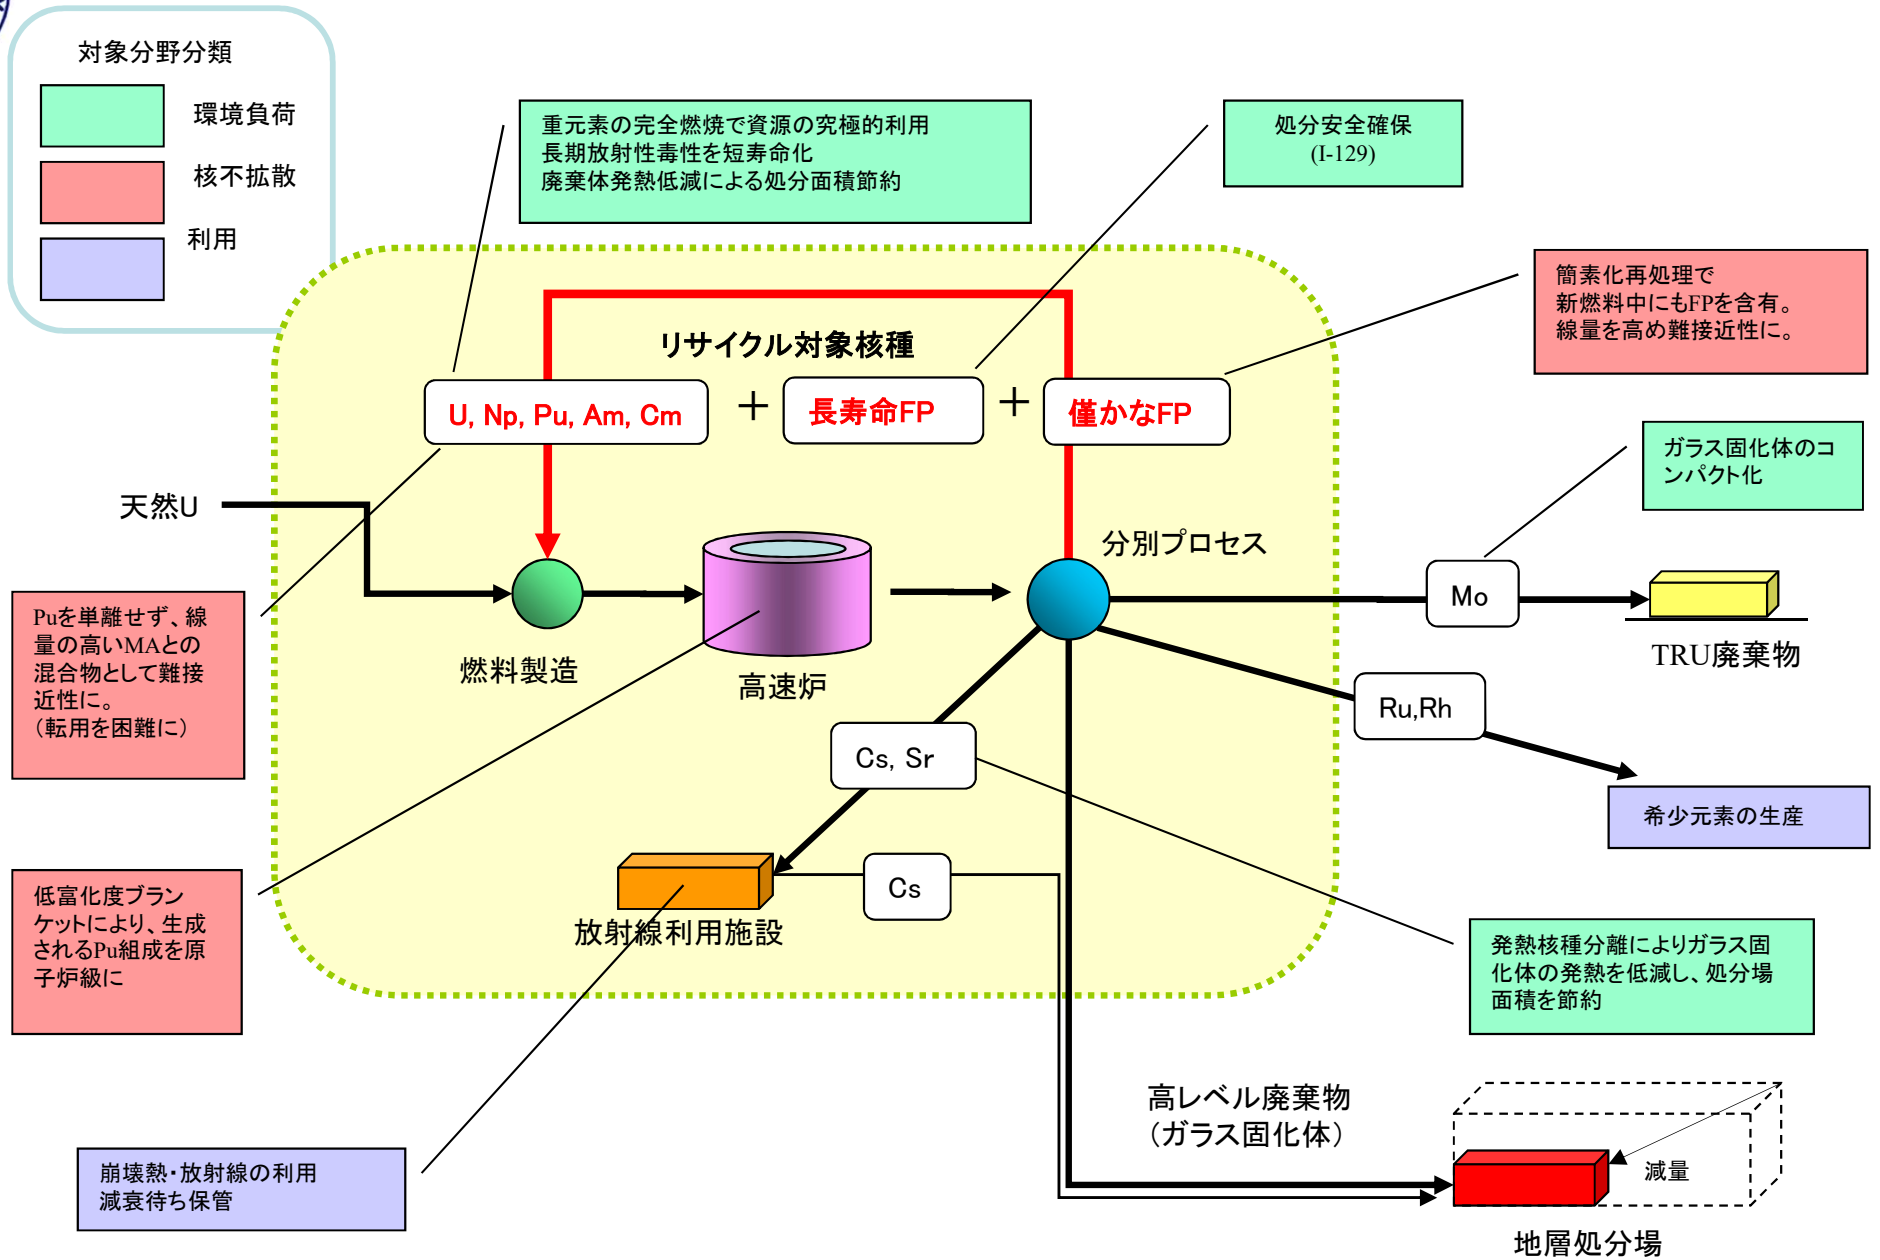 対象分野分類
環境負荷
核不拡散
利用
重元素の完全燃焼で資源の究極的利用
長期放射性毒性を短寿命化
廃棄体発熱低減による処分面積節約
処分安全確保
(I-129)
簡素化再処理で
新燃料中にもFPを含有。
線量を高め難接近性に。
リサイクル対象核種
U, Np, Pu, Am, Cm
＋
長寿命FP
＋
僅かなFP
ガラス固化体のコ
ンパクト化
天然U
分別プロセス
Mo
TRU廃棄物
Puを単離せず、線
量の高いMAとの
混合物として難接
近性に。
（転用を困難に）
燃料製造
高速炉
Ru,Rh
Cs, Sr
希少元素の生産
Cs
低富化度ブラン
ケットにより、生成
されるPu組成を原
子炉級に
放射線利用施設
発熱核種分離によりガラス固
化体の発熱を低減し、処分場
面積を節約
高レベル廃棄物
（ガラス固化体）
崩壊熱・放射線の利用
減衰待ち保管
減量
地層処分場